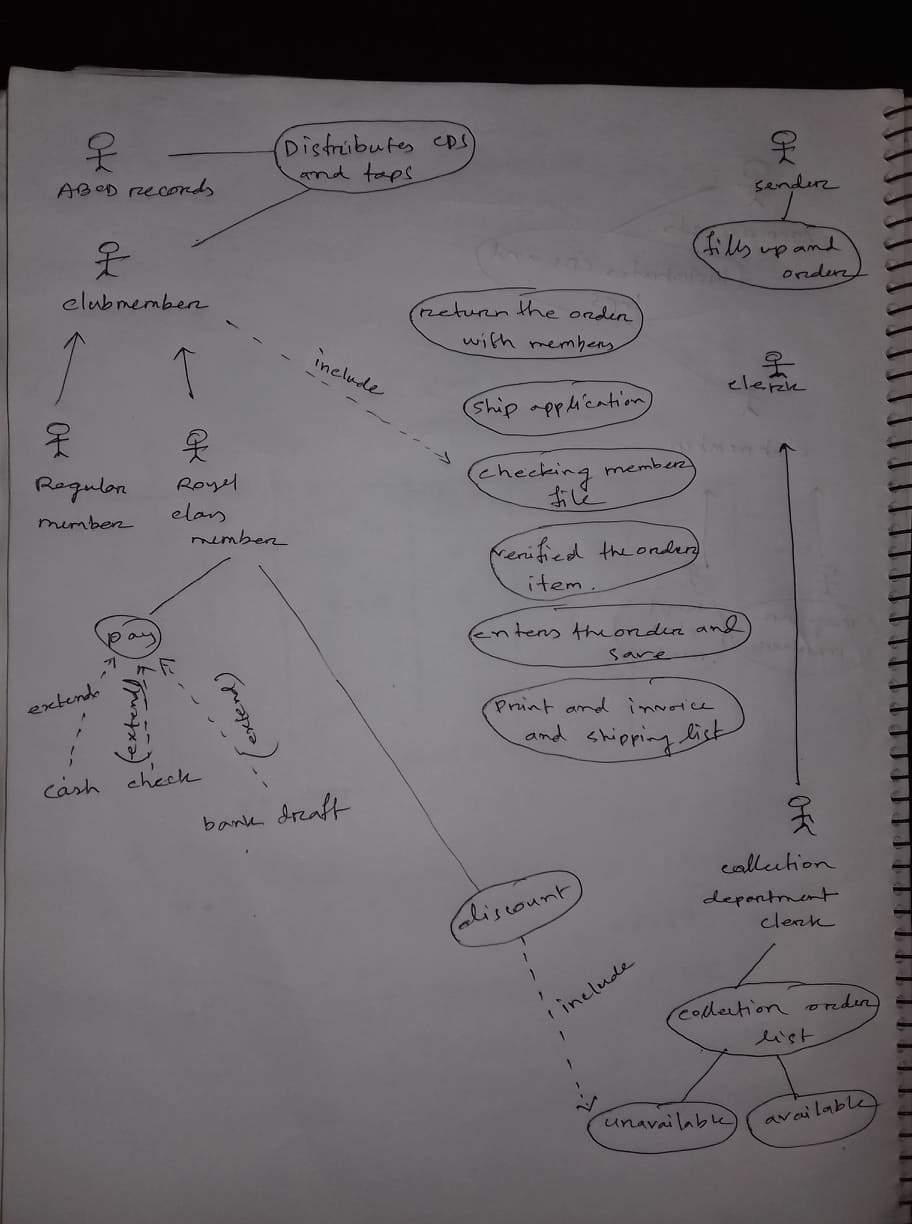 ABCD records
Distributes CDS
and taps
sender
fills up and
order
clubmember
return the order
with members
include
clerk
ship application
checking member
file
Regular
member
Royel
class
member
verified the order
item.
enters the order and
save
pay
extends
(extend)
(extend)
print and invoice
and shipping list
cash
check
bank draft
collection
department
clerk
discount
include
collection order
list
unavailable
available